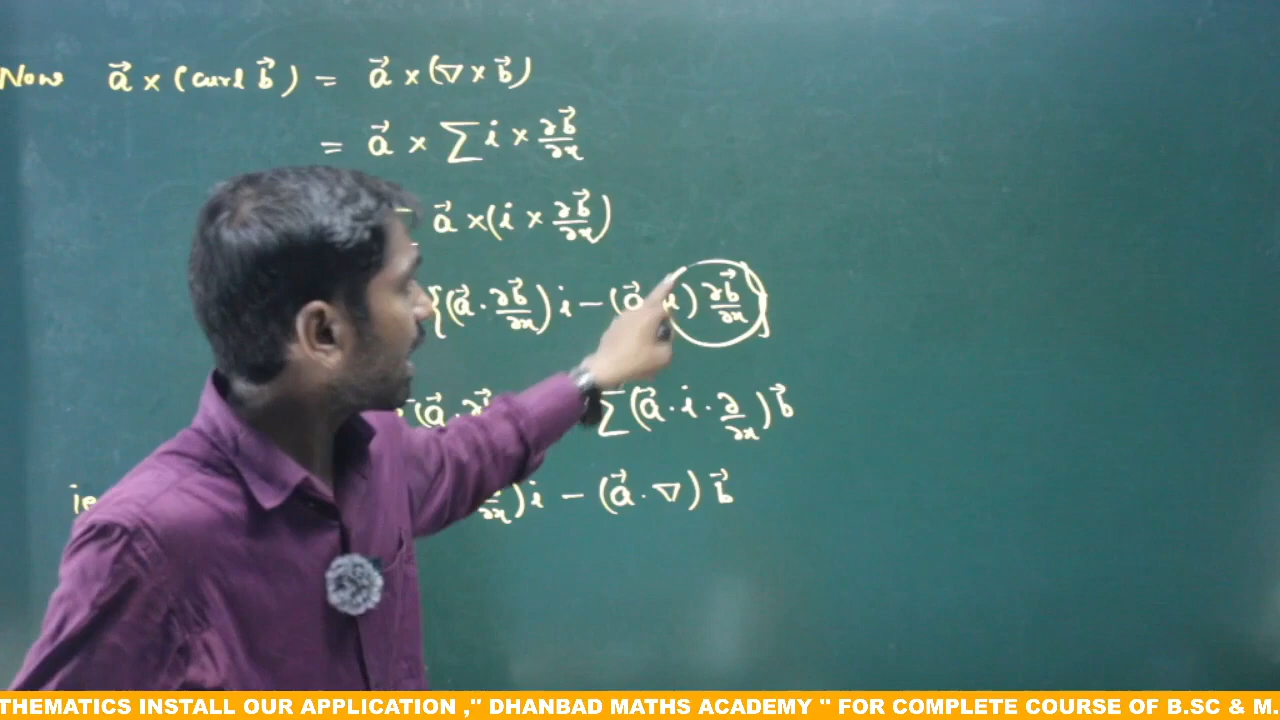 Now a⃗ × (curl b⃗) = a⃗ × (∇ × b⃗)
= a⃗ × ∑ i × ∂b⃗/∂x
= a⃗ × (i × ∂b⃗/∂x)
{(a⃗ · ∂b⃗/∂x) i − (a⃗ · i) ∂b⃗/∂x}
(a⃗ · ∑ (a⃗ · i · ∂/∂x) b⃗
ie ∂x) i − (a⃗ · ∇) b⃗
THEMATICS INSTALL OUR APPLICATION ," DHANBAD MATHS ACADEMY " FOR COMPLETE COURSE OF B.SC & M.